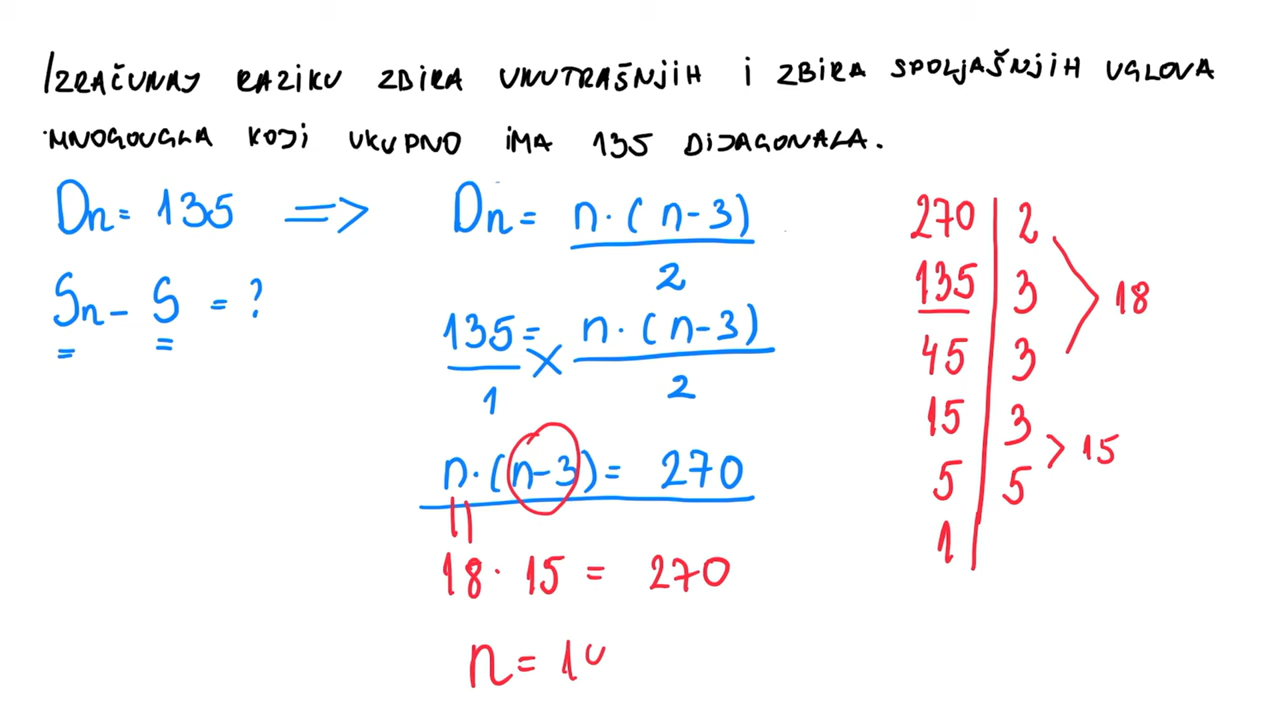 IZRAČUNAJ RAZIKU ZBIRA UNUTRAŠNJIH I ZBIRA SPOLJAŠNJIH UGLOVA
MNOGOUGLA KOJI UKUPNO IMA 135 DIJAGONALA.
Dn = 135 => Dn = n·(n-3)
2
Sn - S = ?
135 = n·(n-3)
1 2
n·(n-3) = 270
18 · 15 = 270
n = 1
270 | 2
135 | 3
45 | 3
15 | 3
5 | 5
1 |
> 18
> 15